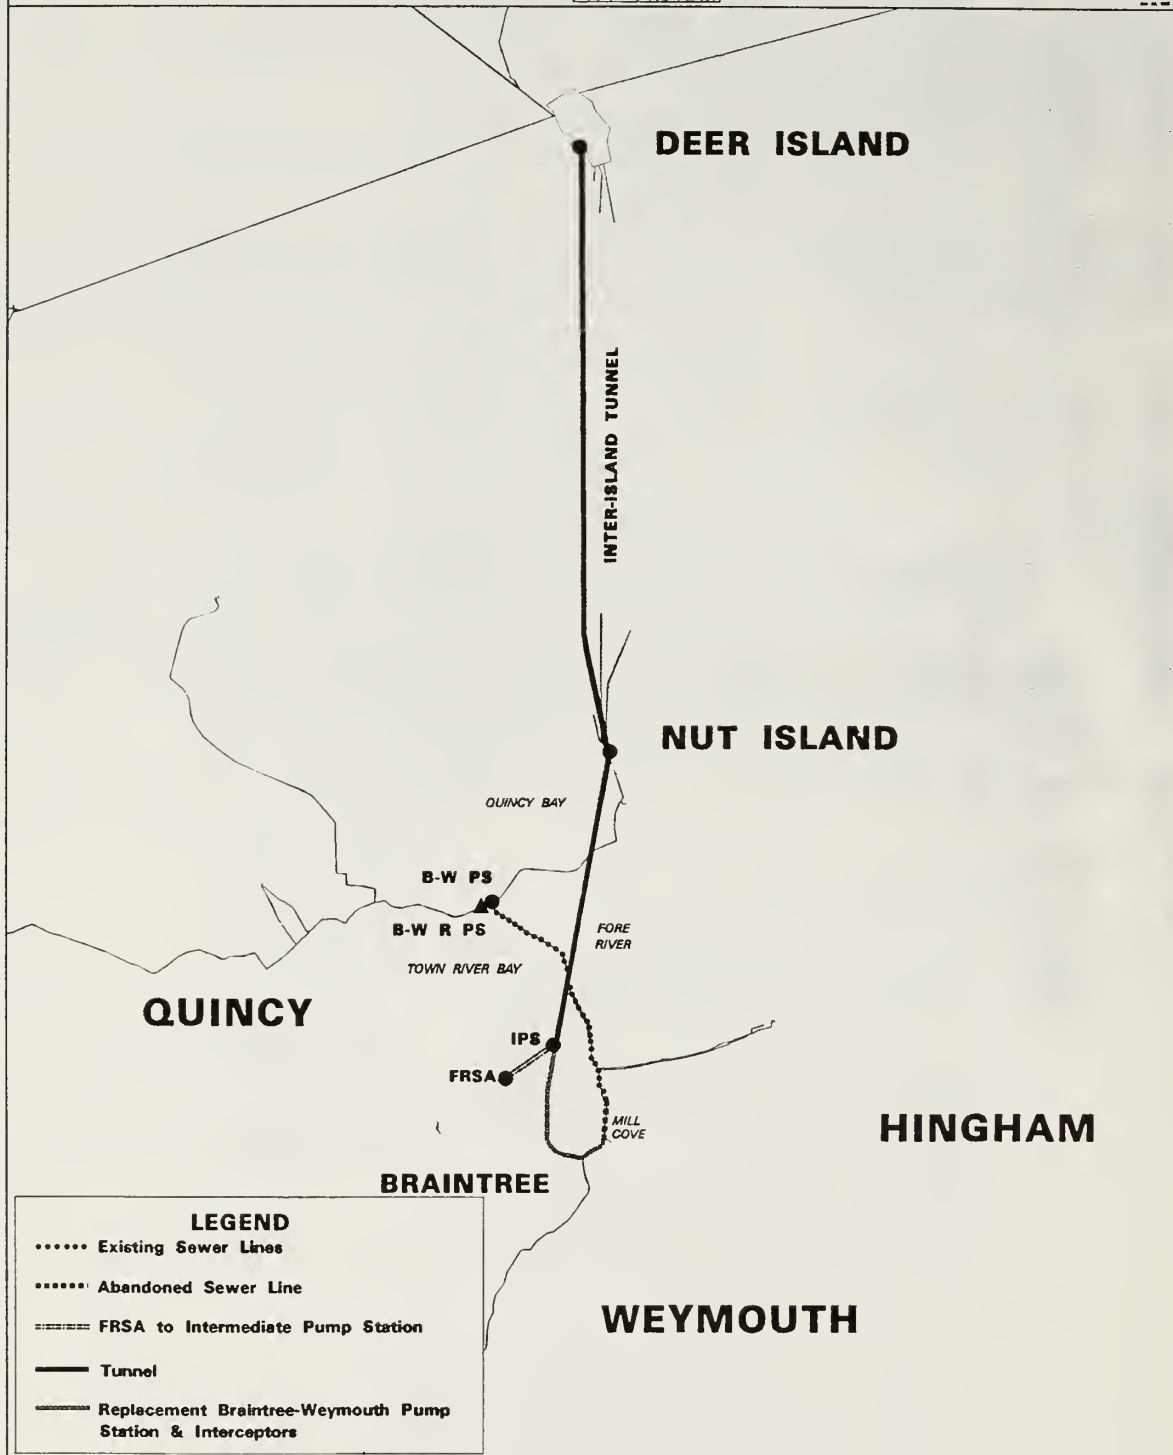 DEER ISLAND
INTER-ISLAND TUNNEL
NUT ISLAND
QUINCY BAY
B-W PS
B-W R PS
FORE
RIVER
TOWN RIVER BAY
QUINCY
IPS
FRSA
MILL
COVE
HINGHAM
BRAINTREE
WEYMOUTH
LEGEND
Existing Sewer Lines
Abandoned Sewer Line
FRSA to Intermediate Pump Station
Tunnel
Replacement Braintree-Weymouth Pump
Station & Interceptors